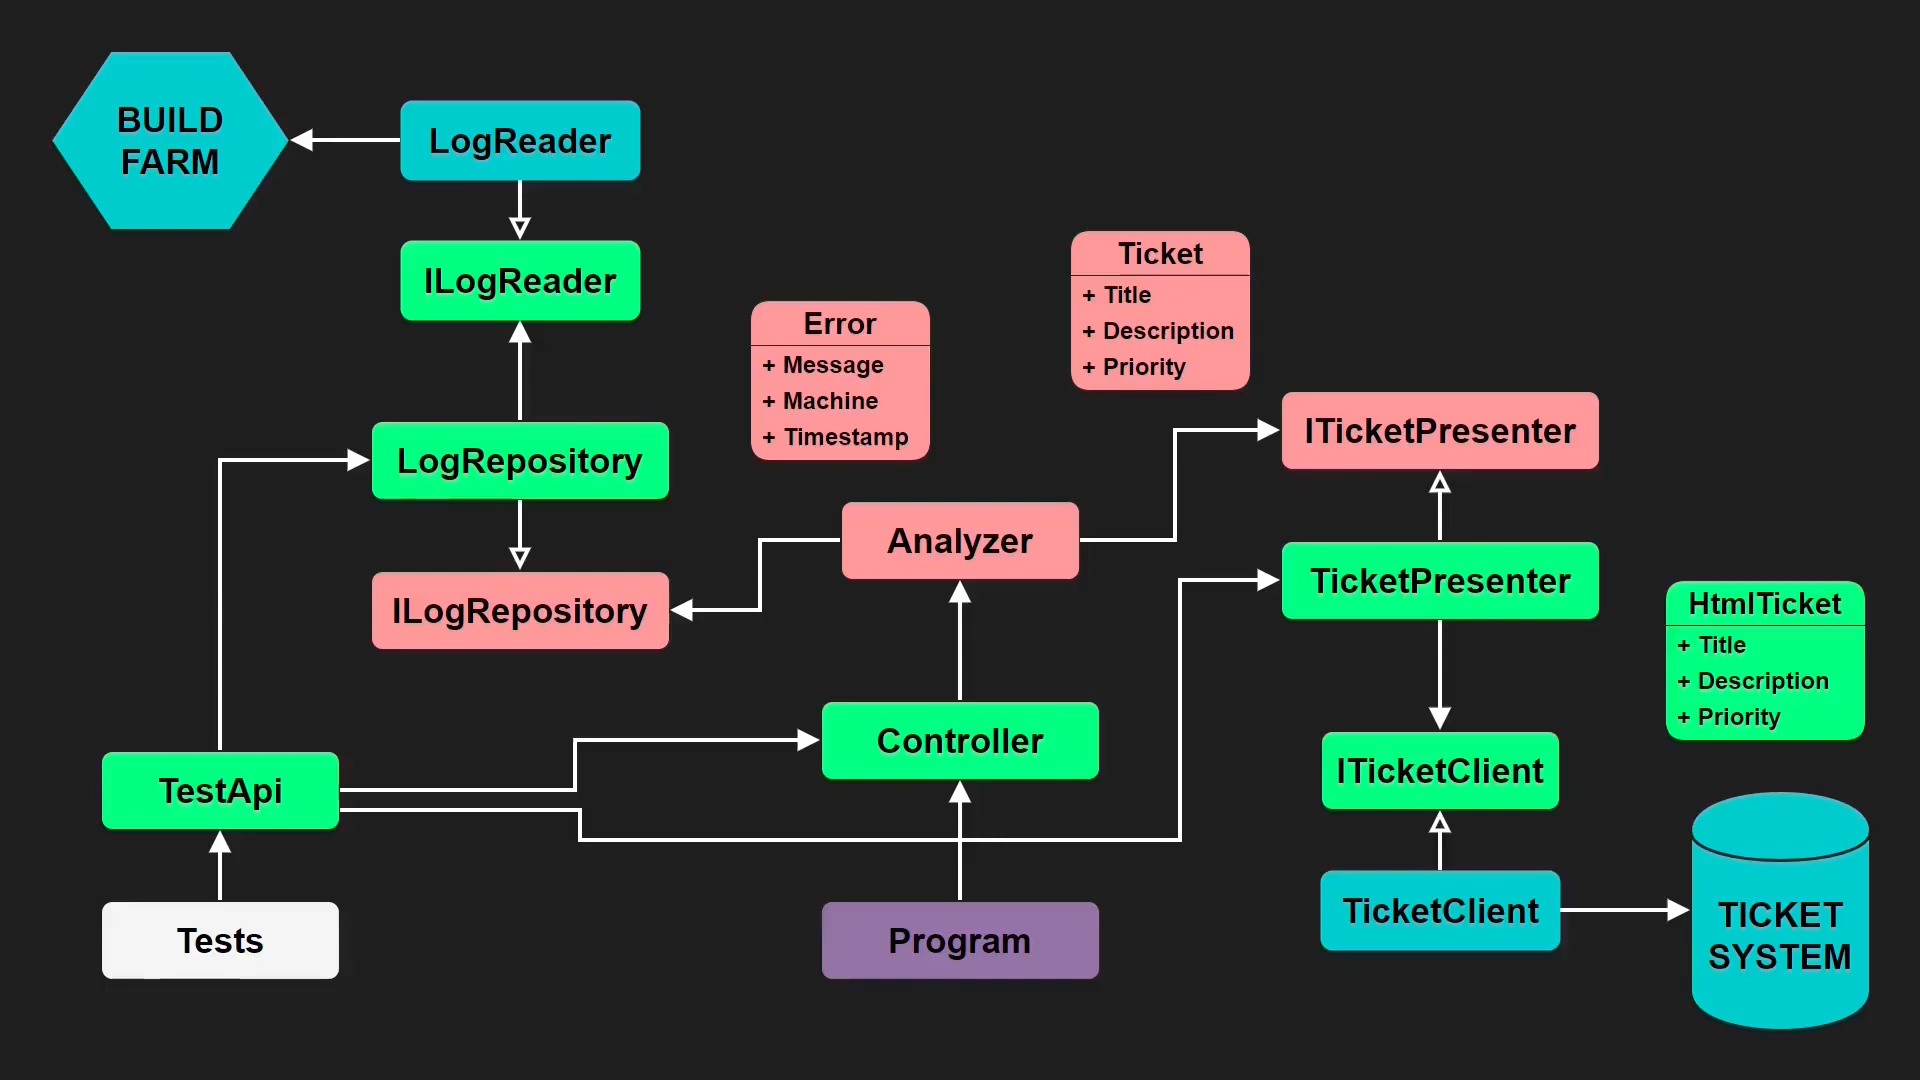 BUILD
FARM
LogReader
ILogReader
Ticket
+ Title
+ Description
+ Priority
Error
+ Message
+ Machine
+ Timestamp
ITicketPresenter
LogRepository
Analyzer
TicketPresenter
ILogRepository
HtmlTicket
+ Title
+ Description
+ Priority
Controller
ITicketClient
TestApi
TicketClient
TICKET
SYSTEM
Tests
Program